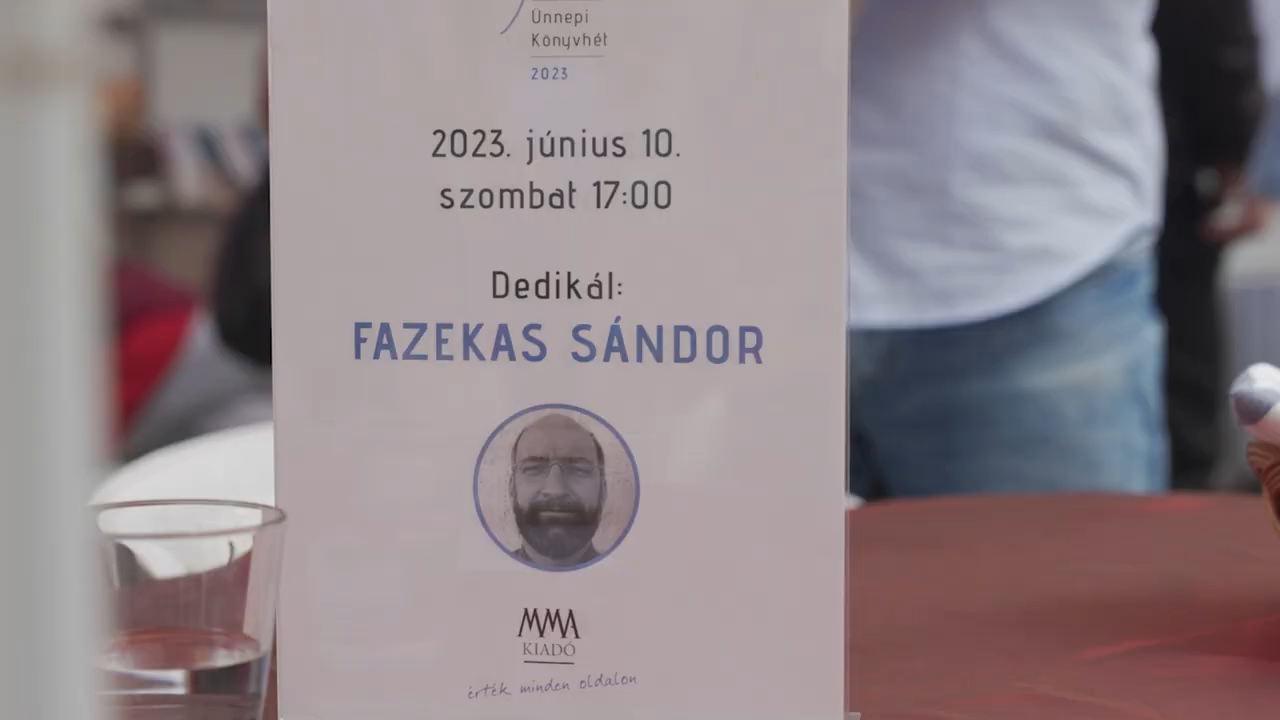 Ünnepi
Könyvhét
2023
2023. június 10.
szombat 17:00
Dedikál:
FAZEKAS SÁNDOR
MMA
KIADÓ
érték minden oldalon